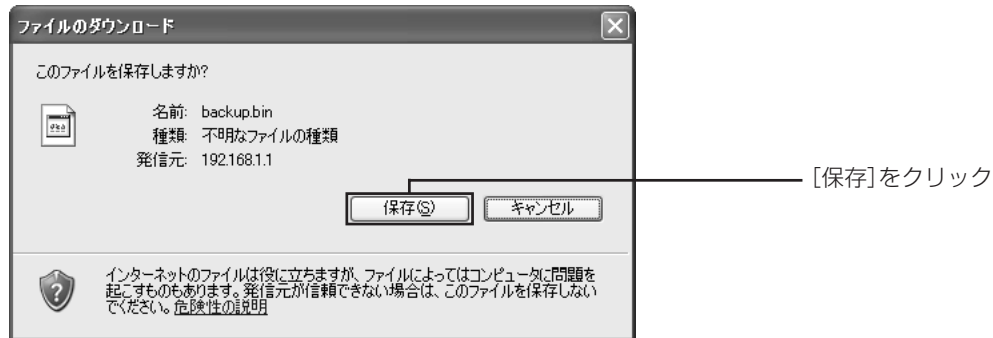 ファイルのダウンロード
このファイルを保存しますか?
名前: backup.bin
種類: 不明なファイルの種類
発信元: 192.168.1.1
[保存]をクリック
保存(S)
キャンセル
インターネットのファイルは役に立ちますが、ファイルによってはコンピュータに問題を
起こすものもあります。発信元が信頼できない場合は、このファイルを保存しない
でください。危険性の説明